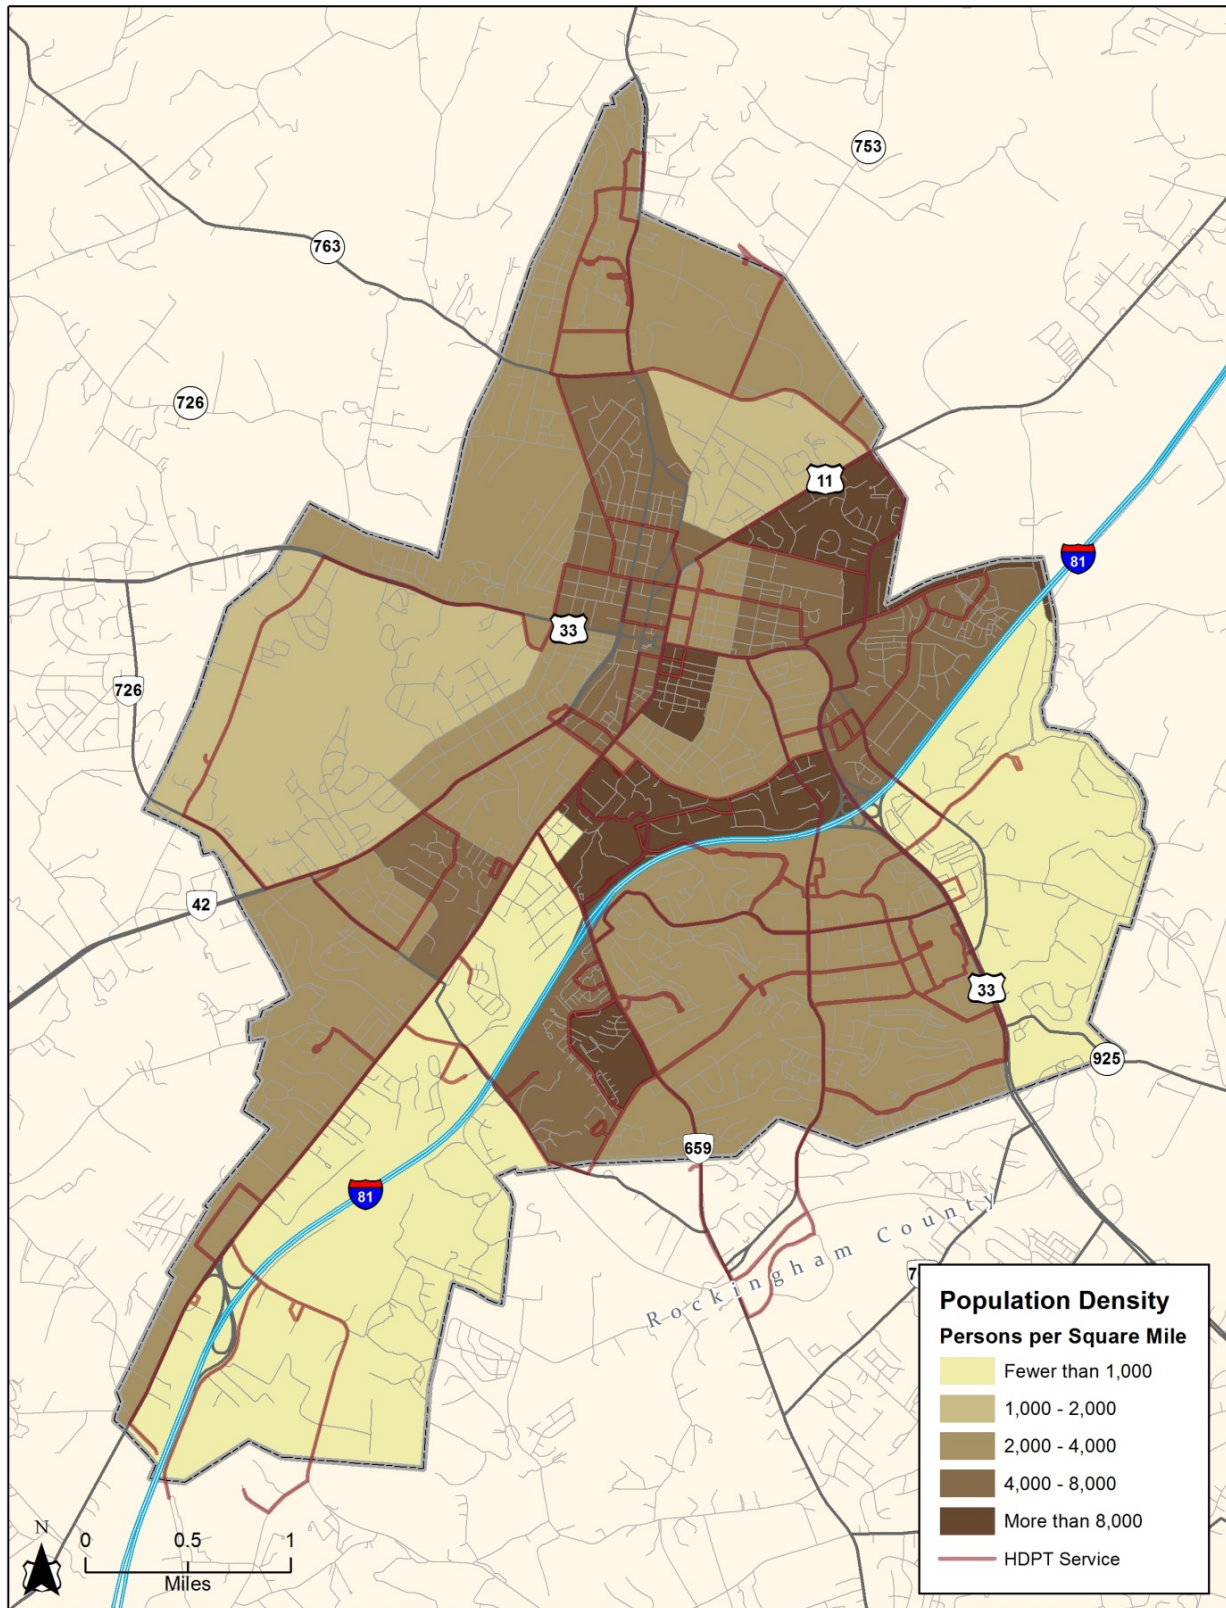 753
763
726
11
81
33
726
42
33
925
659
81
Rockingham County
Population Density
Persons per Square Mile
Fewer than 1,000
1,000 - 2,000
2,000 - 4,000
4,000 - 8,000
More than 8,000
HDPT Service
N
0 0.5 1
Miles